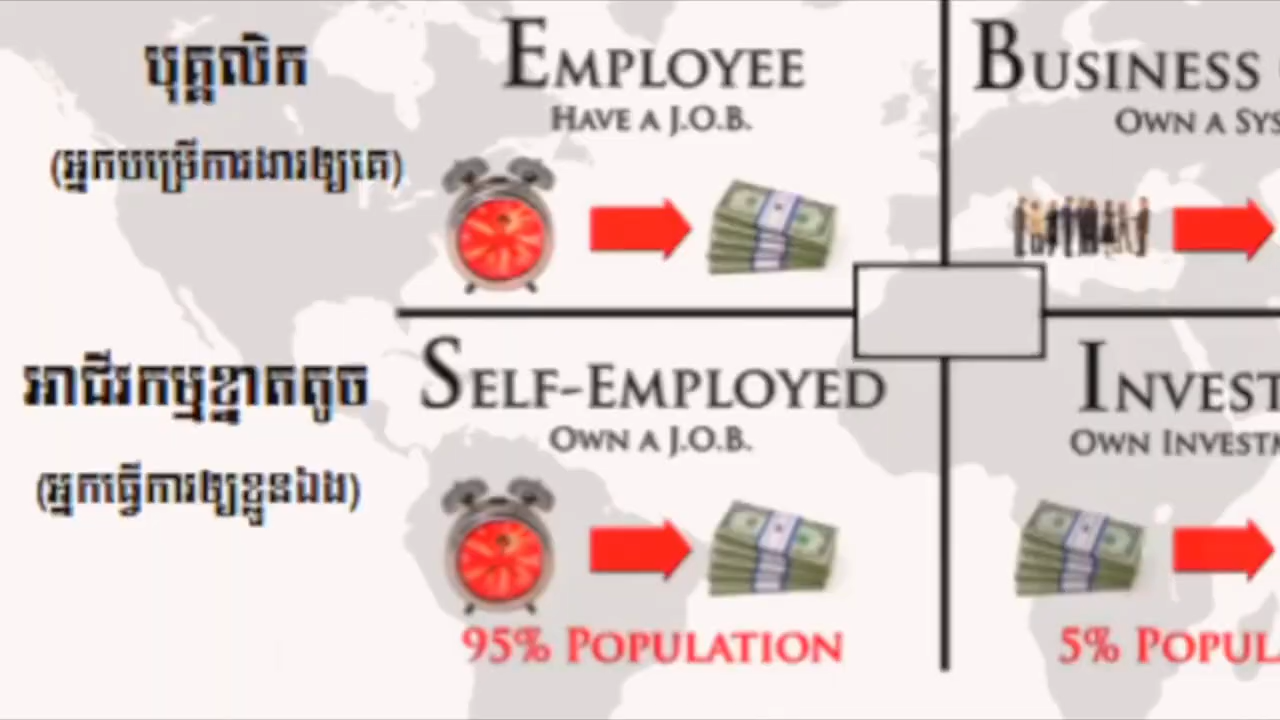 បុគ្គលិក
(អ្នកបម្រើការងារឲ្យគេ)
EMPLOYEE
HAVE A J.O.B.
BUSINESS
OWN A SYS
អាជីវកម្មខ្នាតតូច
(អ្នកធ្វើការឲ្យខ្លួនឯង)
SELF-EMPLOYED
OWN A J.O.B.
INVEST
OWN INVESTM
95% POPULATION
5% POPUL